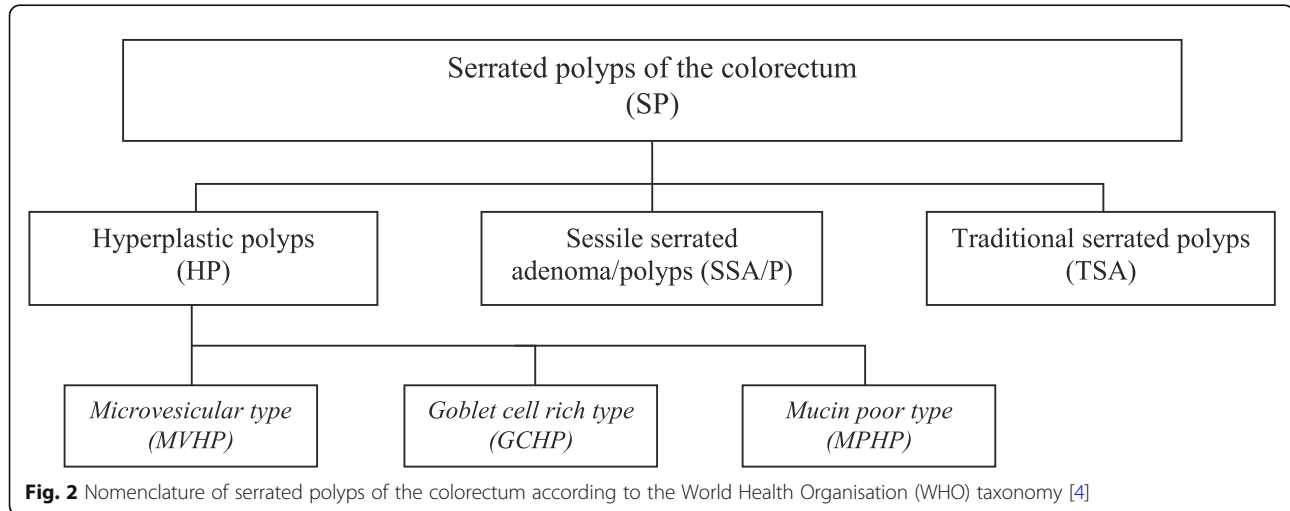 Serrated polyps of the colorectum
(SP)
Hyperplastic polyps
(HP)
Sessile serrated
adenoma/polyps (SSA/P)
Traditional serrated polyps
(TSA)
Microvesicular type
(MVHP)
Goblet cell rich type
(GCHP)
Mucin poor type
(MPHP)
Fig. 2 Nomenclature of serrated polyps of the colorectum according to the World Health Organisation (WHO) taxonomy [4]